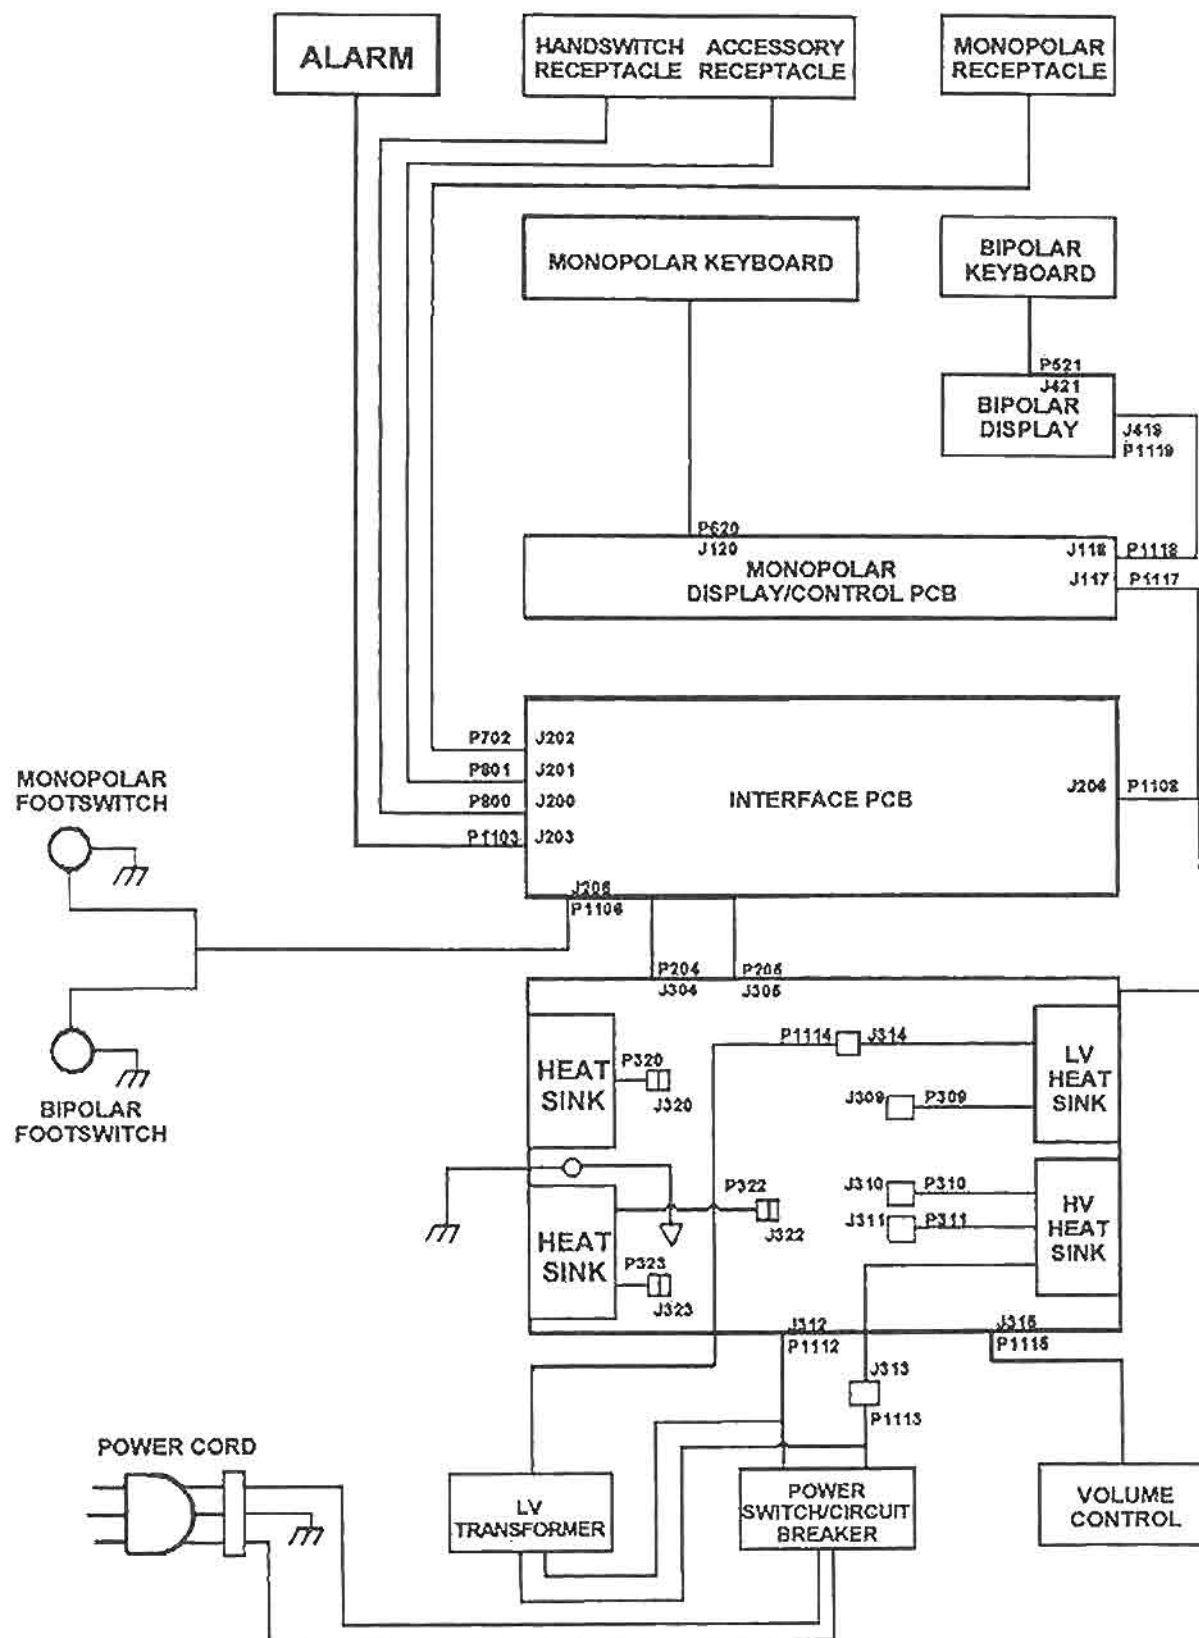 ALARM
HANDSWITCH ACCESSORY
RECEPTACLE RECEPTACLE
MONOPOLAR
RECEPTACLE
MONOPOLAR KEYBOARD
BIPOLAR
KEYBOARD
P521
J421
BIPOLAR
DISPLAY
J419
P1119
P620
J120
MONOPOLAR
DISPLAY/CONTROL PCB
J118 P1118
J117 P1117
P702 J202
P801 J201
P800 J200
P1103 J203
INTERFACE PCB
J206 P1108
MONOPOLAR
FOOTSWITCH
J206
P1106
BIPOLAR
FOOTSWITCH
P204
J304
P205
J305
HEAT
SINK
P320
J320
P1114 J314
LV
HEAT
SINK
J309 P309
HEAT
SINK
P322
J322
P323
J323
J310 P310
J311 P311
HV
HEAT
SINK
J312
P1112
J315
P1115
J313
P1113
POWER CORD
LV
TRANSFORMER
POWER
SWITCH/CIRCUIT
BREAKER
VOLUME
CONTROL